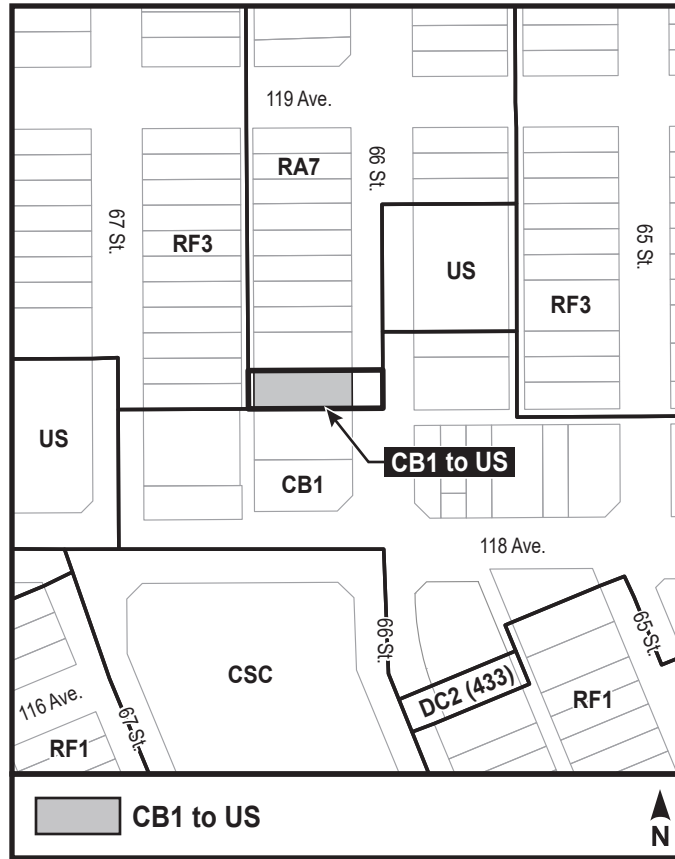 119 Ave.
RA7
66 St.
67 St.
RF3
US
65 St.
RF3
US
CB1 to US
CB1
118 Ave.
CSC
66 St.
65 St.
DC2 (433)
RF1
116 Ave.
67 St.
RF1
CB1 to US
N